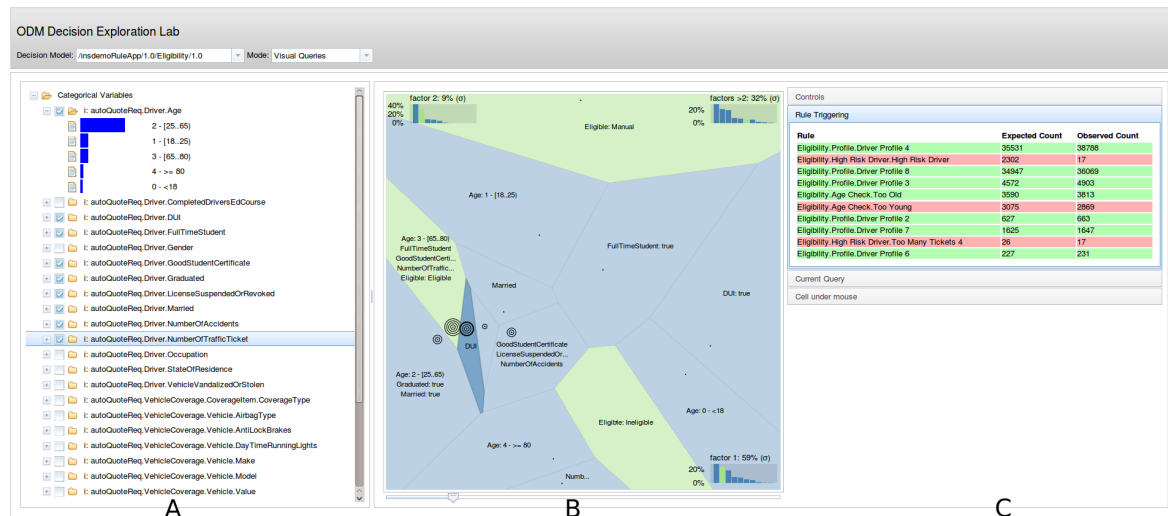 ODM Decision Exploration Lab
Decision Model: /insdemoRuleApp/1.0/Eligibility/1.0 Mode: Visual Queries
Categorical Variables
i: autoQuoteReq.Driver.Age
2 - [25..65)
1 - [18..25)
3 - [65..80)
4 - >= 80
0 - <18
i: autoQuoteReq.Driver.CompletedDriversEdCourse
i: autoQuoteReq.Driver.DUI
i: autoQuoteReq.Driver.FullTimeStudent
i: autoQuoteReq.Driver.Gender
i: autoQuoteReq.Driver.GoodStudentCertificate
i: autoQuoteReq.Driver.Graduated
i: autoQuoteReq.Driver.LicenseSuspendedOrRevoked
i: autoQuoteReq.Driver.Married
i: autoQuoteReq.Driver.NumberOfAccidents
i: autoQuoteReq.Driver.NumberOfTrafficTicket
i: autoQuoteReq.Driver.Occupation
i: autoQuoteReq.Driver.StateOfResidence
i: autoQuoteReq.Driver.VehicleVandalizedOrStolen
i: autoQuoteReq.VehicleCoverage.CoverageItem.CoverageType
i: autoQuoteReq.VehicleCoverage.Vehicle.AirbagType
i: autoQuoteReq.VehicleCoverage.Vehicle.AntiLockBrakes
i: autoQuoteReq.VehicleCoverage.Vehicle.DayTimeRunningLights
i: autoQuoteReq.VehicleCoverage.Vehicle.Make
i: autoQuoteReq.VehicleCoverage.Vehicle.Model
i: autoQuoteReq.VehicleCoverage.Vehicle.Value
A
factor 2: 9% (σ)
40%
20%
0%
factors >2: 32% (σ)
20%
0%
Eligible: Manual
Age: 1 - [18..25)
Age: 3 - [65..80)
FullTimeStudent
GoodStudentCerti...
NumberOfTraffic...
Eligible: Eligible
FullTimeStudent: true
Married
DUI: true
DUI
GoodStudentCertificate
LicenseSuspendedOr...
NumberOfAccidents
Age: 2 - [25..65)
Graduated: true
Married: true
Age: 0 - <18
Eligible: Ineligible
Age: 4 - >= 80
Numb...
factor 1: 59% (σ)
20%
0%
B
Controls
Rule Triggering
Rule Expected Count Observed Count
Eligibility.Profile.Driver Profile 4 35531 38788
Eligibility.High Risk Driver.High Risk Driver 2302 17
Eligibility.Profile.Driver Profile 8 34947 36069
Eligibility.Profile.Driver Profile 3 4572 4903
Eligibility.Age Check.Too Old 3590 3813
Eligibility.Age Check.Too Young 3075 2869
Eligibility.Profile.Driver Profile 2 627 663
Eligibility.Profile.Driver Profile 7 1625 1647
Eligibility.High Risk Driver.Too Many Tickets 4 26 17
Eligibility.Profile.Driver Profile 6 227 231
Current Query
Cell under mouse
C